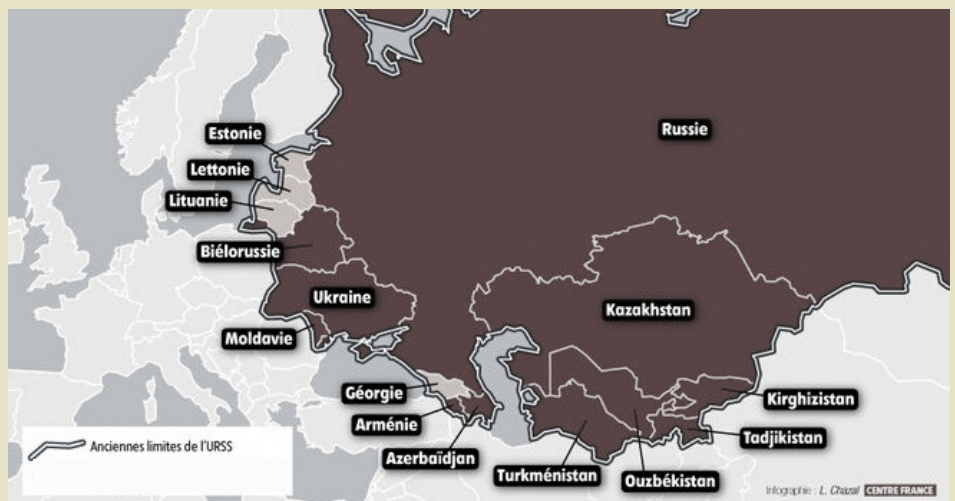 Estonie
Russie
Lettonie
Lituanie
Biélorussie
Ukraine
Kazakhstan
Moldavie
Géorgie
Kirghizistan
Arménie
Tadjikistan
Azerbaïdjan
Turkménistan
Ouzbékistan
Anciennes limites de l'URSS
Infographie : L. Chazal CENTRE FRANCE